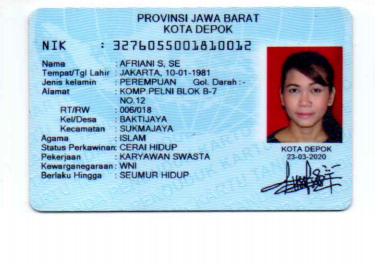 PROVINSI JAWA BARAT
KOTA DEPOK
NIK : 3276055001810012
Nama : AFRIANI S, SE
Tempat/Tgl Lahir : JAKARTA, 10-01-1981
Jenis kelamin : PEREMPUAN Gol. Darah :-
Alamat : KOMP.PELNI BLOK B-7
NO.12
RT/RW : 006/018
Kel/Desa : BAKTIJAYA
Kecamatan : SUKMAJAYA
Agama : ISLAM
Status Perkawinan: CERAI HIDUP
Pekerjaan : KARYAWAN SWASTA
Kewarganegaraan: WNI
Berlaku Hingga : SEUMUR HIDUP
KOTA DEPOK
23-03-2020